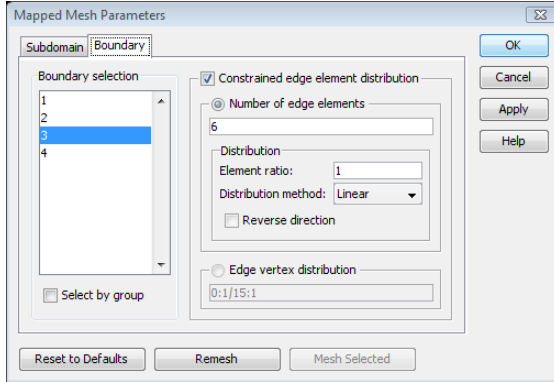 Mapped Mesh Parameters
Subdomain Boundary
Boundary selection
1
2
3
4
Select by group
Constrained edge element distribution
Number of edge elements
6
Distribution
Element ratio: 1
Distribution method: Linear
Reverse direction
Edge vertex distribution
0:1/15:1
OK
Cancel
Apply
Help
Reset to Defaults Remesh Mesh Selected